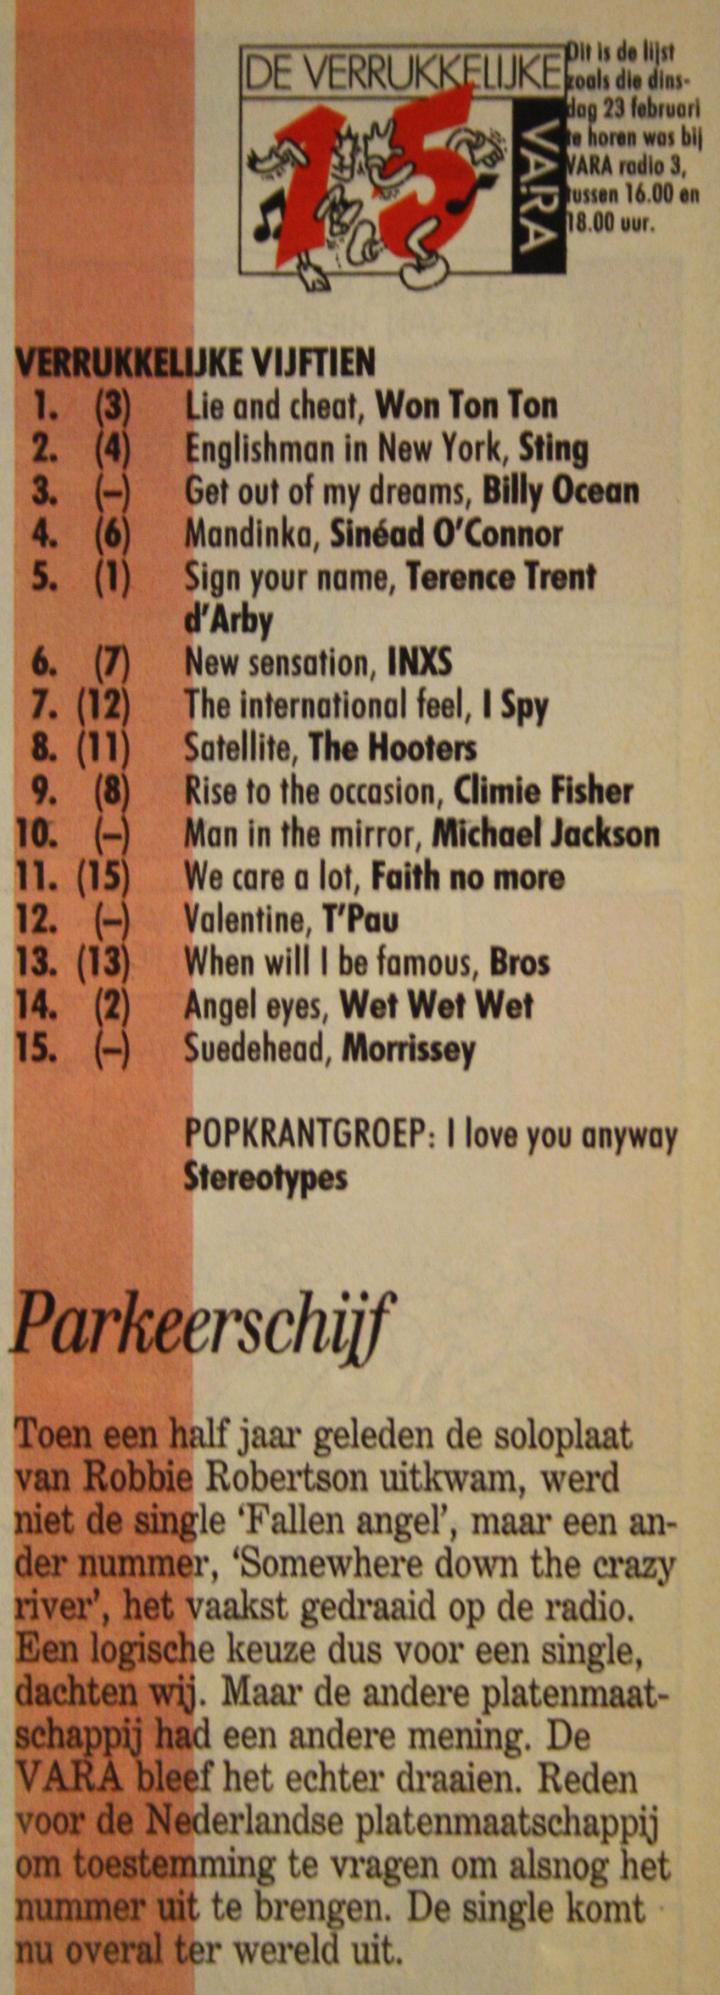 DE VERRUKKELIJKE
15
VARA
Dit is de lijst
zoals die dins-
dag 23 februari
te horen was bij
VARA radio 3,
tussen 16.00 en
18.00 uur.
VERRUKKELIJKE VIJFTIEN
1. (3) Lie and cheat, Won Ton Ton
2. (4) Englishman in New York, Sting
3. (–) Get out of my dreams, Billy Ocean
4. (6) Mandinka, Sinéad O'Connor
5. (1) Sign your name, Terence Trent
d'Arby
6. (7) New sensation, INXS
7. (12) The international feel, I Spy
8. (11) Satellite, The Hooters
9. (8) Rise to the occasion, Climie Fisher
10. (–) Man in the mirror, Michael Jackson
11. (15) We care a lot, Faith no more
12. (–) Valentine, T'Pau
13. (13) When will I be famous, Bros
14. (2) Angel eyes, Wet Wet Wet
15. (–) Suedehead, Morrissey
POPKRANTGROEP: I love you anyway
Stereotypes
Parkeerschijf
Toen een half jaar geleden de soloplaat
van Robbie Robertson uitkwam, werd
niet de single 'Fallen angel', maar een an-
der nummer, 'Somewhere down the crazy
river', het vaakst gedraaid op de radio.
Een logische keuze dus voor een single,
dachten wij. Maar de andere platenmaat-
schappij had een andere mening. De
VARA bleef het echter draaien. Reden
voor de Nederlandse platenmaatschappij
om toestemming te vragen om alsnog het
nummer uit te brengen. De single komt
nu overal ter wereld uit.